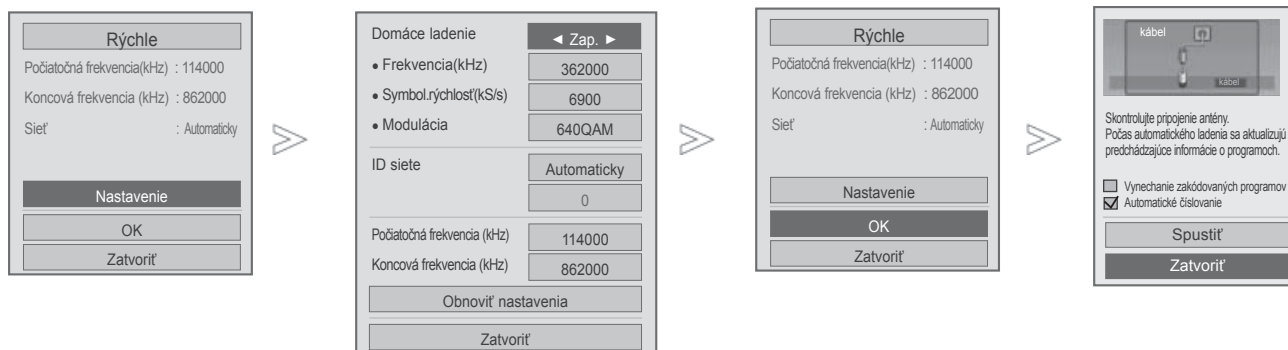 Rýchle
Počiatočná frekvencia(kHz) : 114000
Koncová frekvencia (kHz) : 862000
Sieť : Automaticky
Nastavenie
OK
Zatvoriť
Domáce ladenie ◄ Zap. ►
• Frekvencia(kHz) 362000
• Symbol.rýchlosť(kS/s) 6900
• Modulácia 640QAM
ID siete Automaticky
0
Počiatočná frekvencia (kHz) 114000
Koncová frekvencia (kHz) 862000
Obnoviť nastavenia
Zatvoriť
Rýchle
Počiatočná frekvencia(kHz) : 114000
Koncová frekvencia (kHz) : 862000
Sieť : Automaticky
Nastavenie
OK
Zatvoriť
kábel
kábel
Skontrolujte pripojenie antény.
Počas automatického ladenia sa aktualizujú
predchádzajúce informácie o programoch.
Vynechanie zakódovaných programov
Automatické číslovanie
Spustiť
Zatvoriť